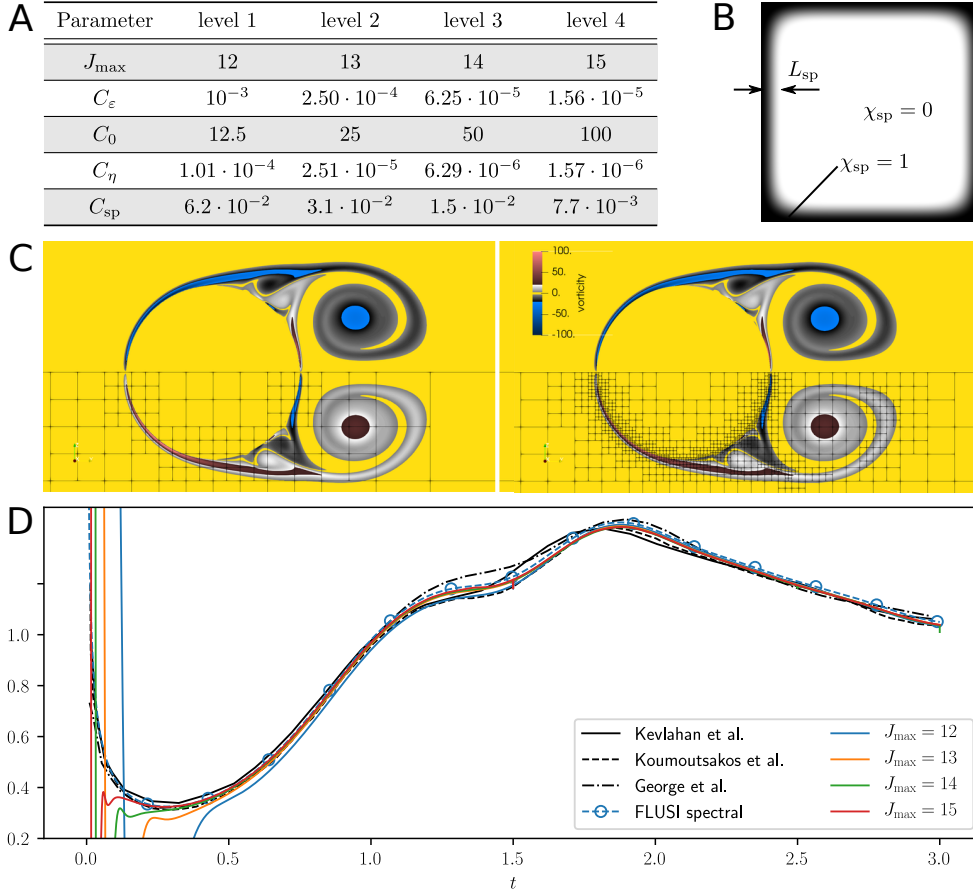 A
Parameter level 1 level 2 level 3 level 4
J_max 12 13 14 15
C_ε 10^−3 2.50 · 10^−4 6.25 · 10^−5 1.56 · 10^−5
C_0 12.5 25 50 100
C_η 1.01 · 10^−4 2.51 · 10^−5 6.29 · 10^−6 1.57 · 10^−6
C_sp 6.2 · 10^−2 3.1 · 10^−2 1.5 · 10^−2 7.7 · 10^−3
B
L_sp
χ_sp = 0
χ_sp = 1
C
100.
50.
0.
-50.
-100.
vorticity
D
1.0
0.8
0.6
0.4
0.2
0.0 0.5 1.0 1.5 2.0 2.5 3.0
t
Kevlahan et al.
Koumoutsakos et al.
George et al.
FLUSI spectral
J_max = 12
J_max = 13
J_max = 14
J_max = 15